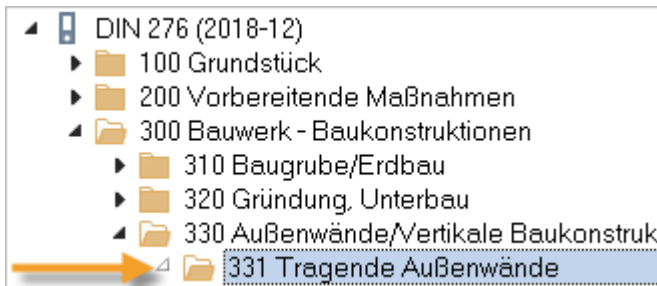 DIN 276 (2018-12)
100 Grundstück
200 Vorbereitende Maßnahmen
300 Bauwerk - Baukonstruktionen
310 Baugrube/Erdbau
320 Gründung, Unterbau
330 Außenwände/Vertikale Baukonstruk
331 Tragende Außenwände